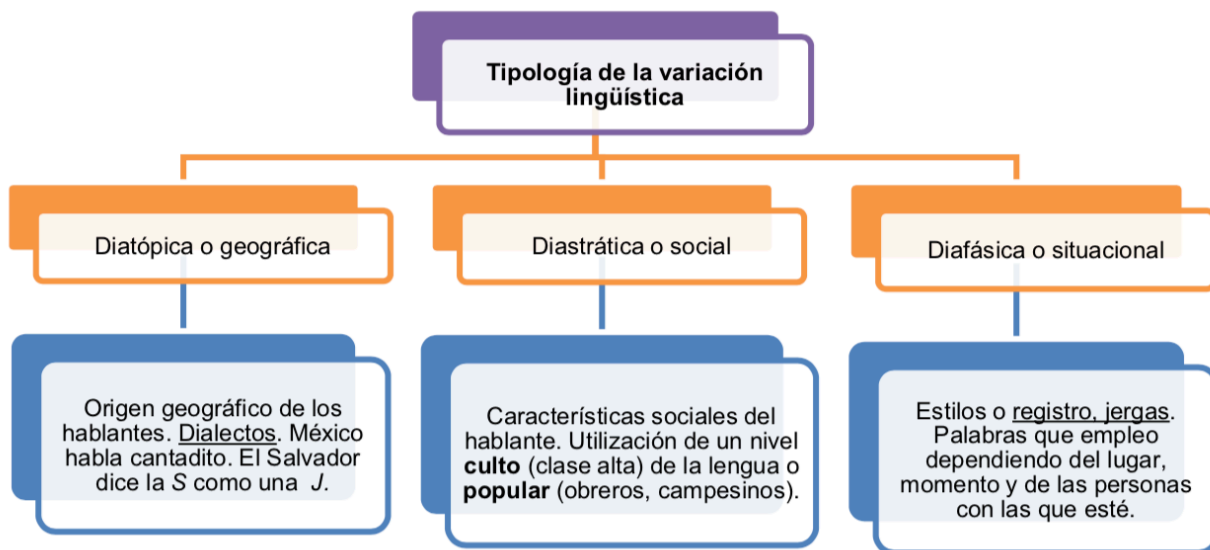 Tipología de la variación
lingüística
Diatópica o geográfica
Diastrática o social
Diafásica o situacional
Origen geográfico de los
hablantes. Dialectos. México
habla cantadito. El Salvador
dice la S como una J.
Características sociales del
hablante. Utilización de un nivel
culto (clase alta) de la lengua o
popular (obreros, campesinos).
Estilos o registro, jergas.
Palabras que empleo
dependiendo del lugar,
momento y de las personas
con las que esté.